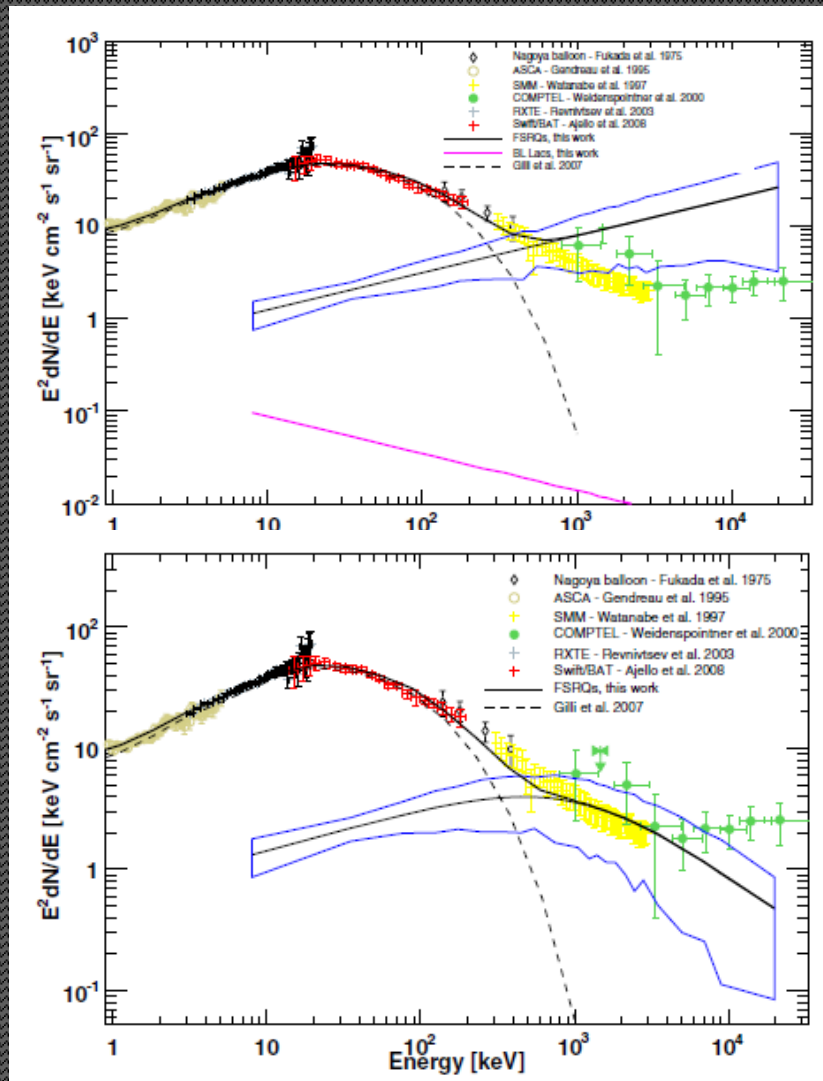 10³
10²
10
1
10⁻¹
10⁻²
E²dN/dE [keV cm⁻² s⁻¹ sr⁻¹]
Nagoya balloon - Fukada et al. 1975
ASCA - Gendreau et al. 1995
SMM - Watanabe et al. 1997
COMPTEL - Weidenspointner et al. 2000
RXTE - Revnivtsev et al. 2003
Swift/BAT - Ajello et al. 2008
FSRQs, this work
BL Lacs, this work
Gilli et al. 2007
1 10 10² 10³ 10⁴
10²
10
1
10⁻¹
E²dN/dE [keV cm⁻² s⁻¹ sr⁻¹]
Nagoya balloon - Fukada et al. 1975
ASCA - Gendreau et al. 1995
SMM - Watanabe et al. 1997
COMPTEL - Weidenspointner et al. 2000
RXTE - Revnivtsev et al. 2003
Swift/BAT - Ajello et al. 2008
FSRQs, this work
Gilli et al. 2007
1 10 10² 10³ 10⁴
Energy [keV]